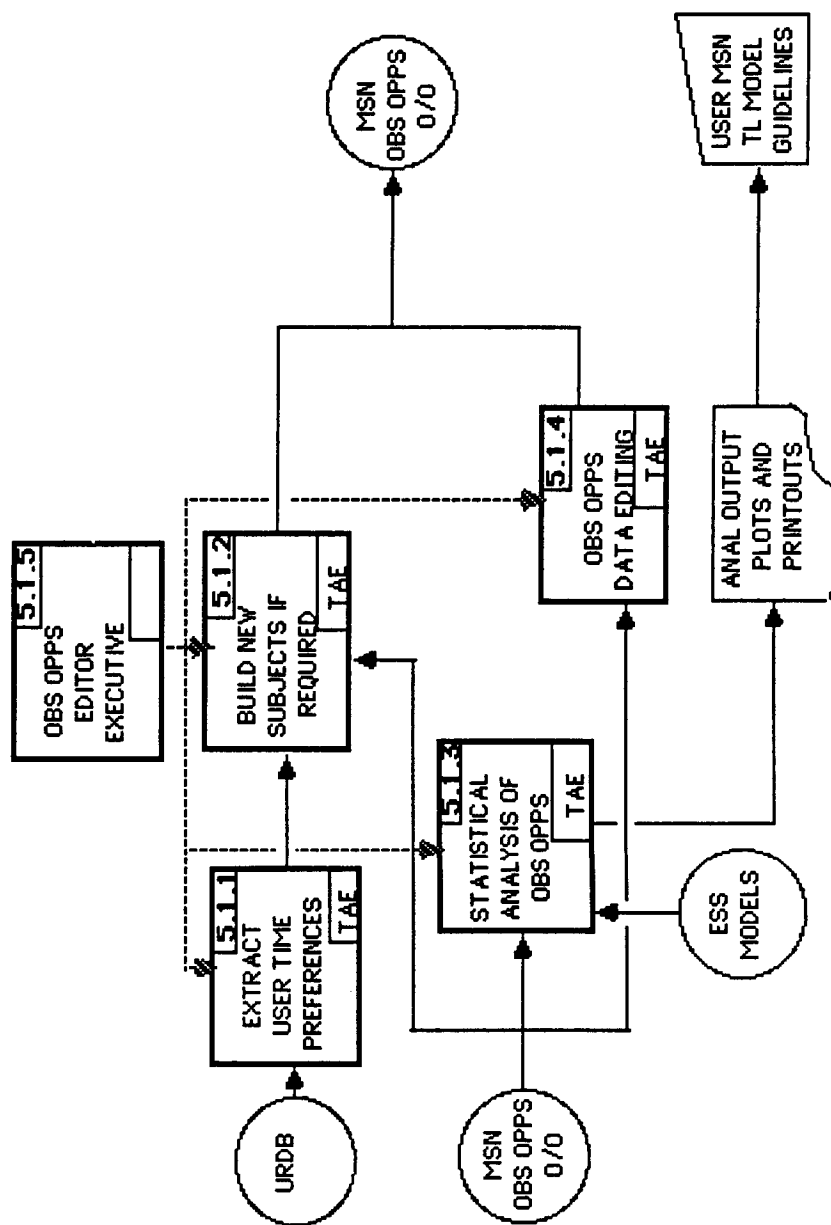 5.1.5
OBS OPPS
EDITOR
EXECUTIVE
URDB
5.1.1
EXTRACT
USER TIME
PREFERENCES
TAE
5.1.2
BUILD NEW
SUBJECTS IF
REQUIRED
TAE
MSN
OBS OPPS
O/O
MSN
OBS OPPS
O/O
5.1.3
STATISTICAL
ANALYSIS OF
OBS OPPS
TAE
5.1.4
OBS OPPS
DATA EDITING
TAE
ESS
MODELS
ANAL OUTPUT
PLOTS AND
PRINTOUTS
USER MSN
TL MODEL
GUIDELINES